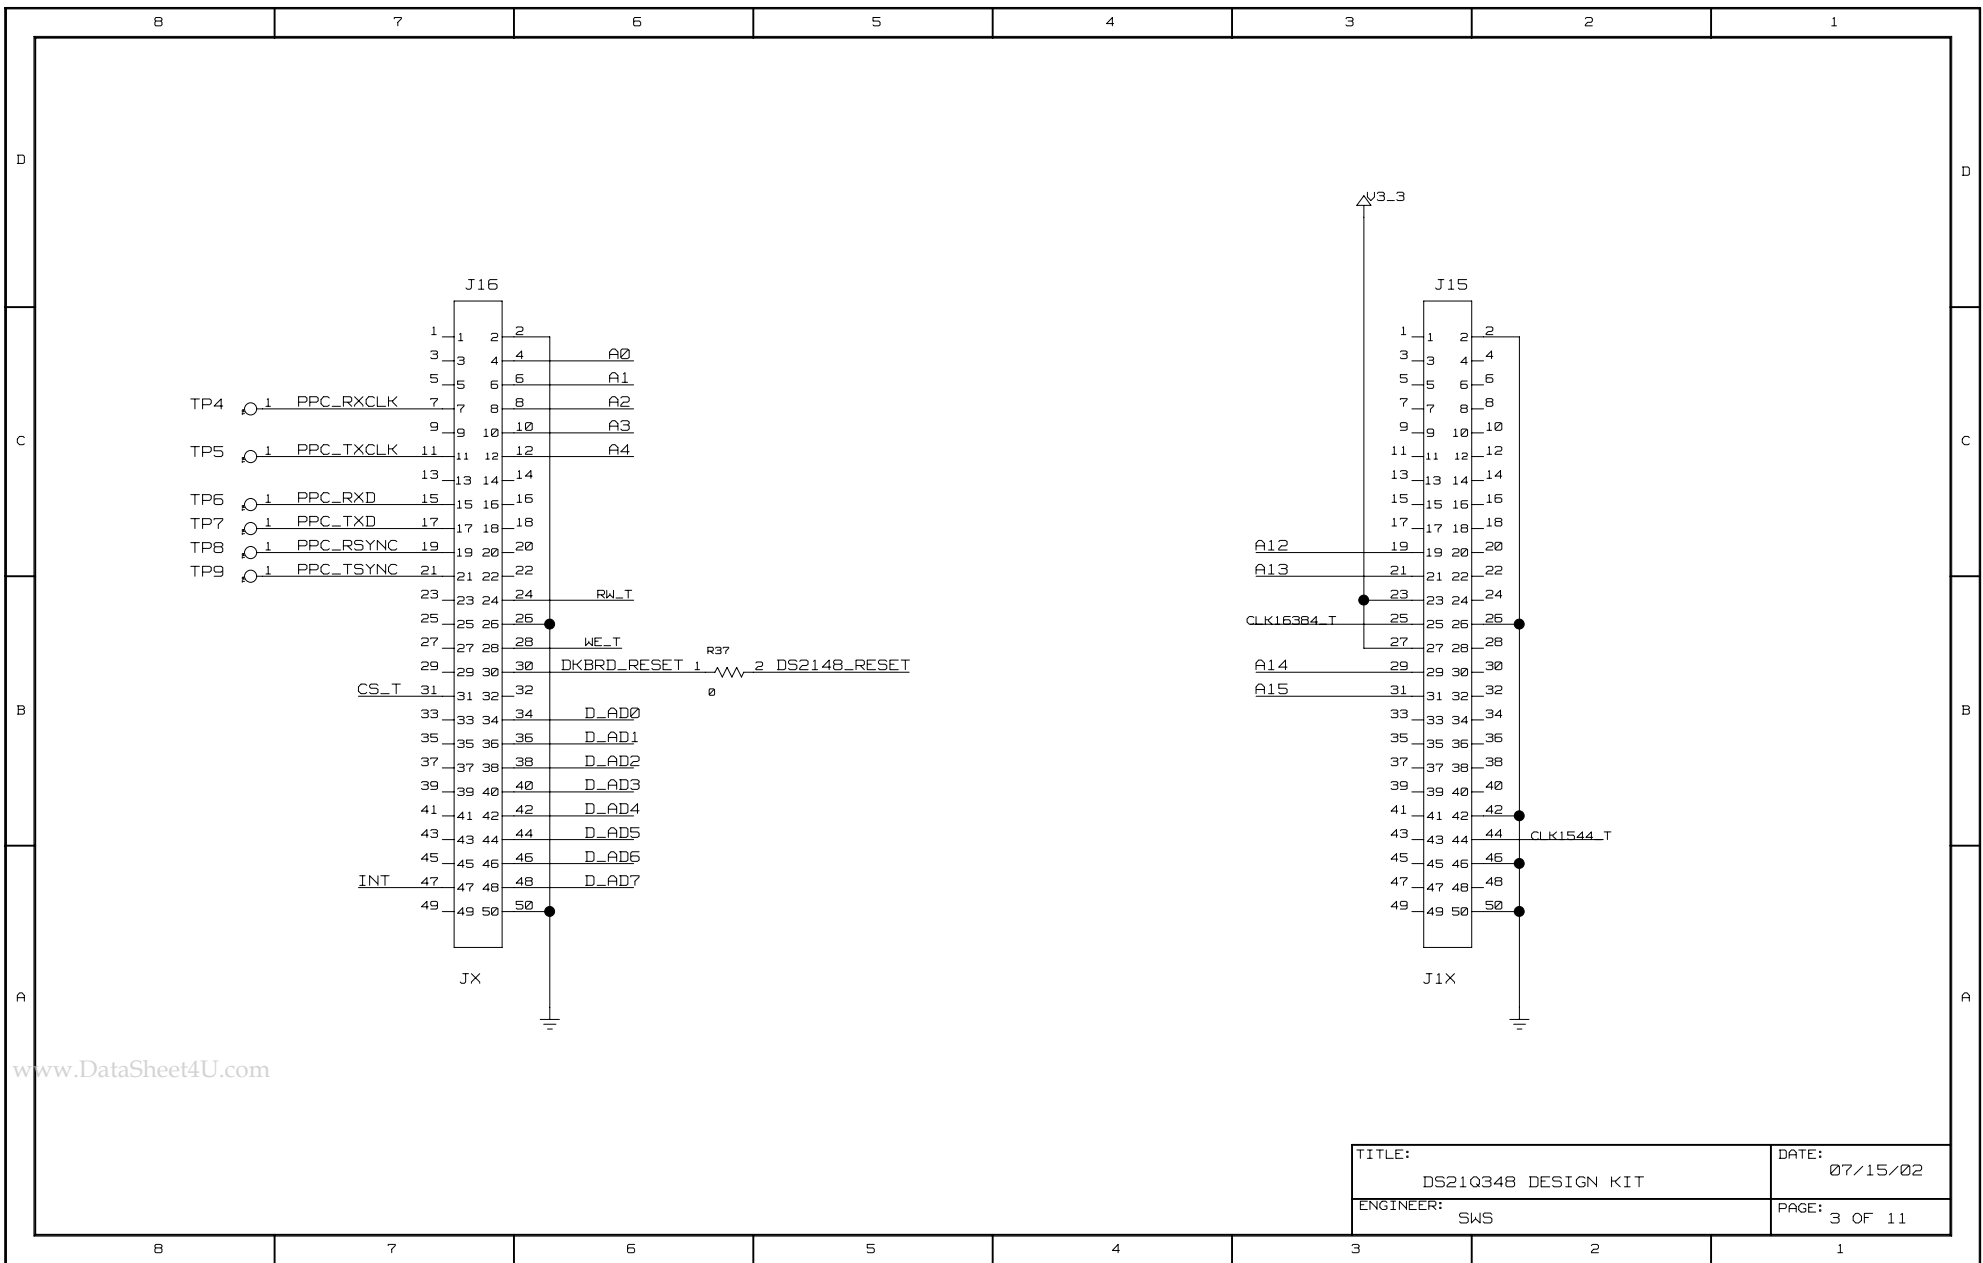 8 7 6 5 4 3 2 1
D D
V3_3
J16 J15
1 1 2 2 1 1 2 2
3 3 4 4 A0 3 3 4 4
5 5 6 6 A1 5 5 6 6
TP4 1 PPC_RXCLK 7 7 8 8 A2 7 7 8 8
9 9 10 10 A3 9 9 10 10
C C
TP5 1 PPC_TXCLK 11 11 12 12 A4 11 11 12 12
13 13 14 14 13 13 14 14
TP6 1 PPC_RXD 15 15 16 16 15 15 16 16
TP7 1 PPC_TXD 17 17 18 18 17 17 18 18
TP8 1 PPC_RSYNC 19 19 20 20 A12 19 19 20 20
TP9 1 PPC_TSYNC 21 21 22 22 A13 21 21 22 22
23 23 24 24 RW_T 23 23 24 24
25 25 26 26 CLK16384_T 25 25 26 26
27 27 28 28 WE_T 27 27 28 28
R37
29 29 30 30 DKBRD_RESET 1 2 DS2148_RESET A14 29 29 30 30
0
CS_T 31 31 32 32 A15 31 31 32 32
B B
33 33 34 34 D_AD0 33 33 34 34
35 35 36 36 D_AD1 35 35 36 36
37 37 38 38 D_AD2 37 37 38 38
39 39 40 40 D_AD3 39 39 40 40
41 41 42 42 D_AD4 41 41 42 42
43 43 44 44 D_AD5 43 43 44 44 CLK1544_T
45 45 46 46 D_AD6 45 45 46 46
INT 47 47 48 48 D_AD7 47 47 48 48
49 49 50 50 49 49 50 50
JX J1X
A A
www.DataSheet4U.com
TITLE:
DS21Q348 DESIGN KIT
DATE:
07/15/02
ENGINEER:
SWS
PAGE:
3 OF 11
8 7 6 5 4 3 2 1